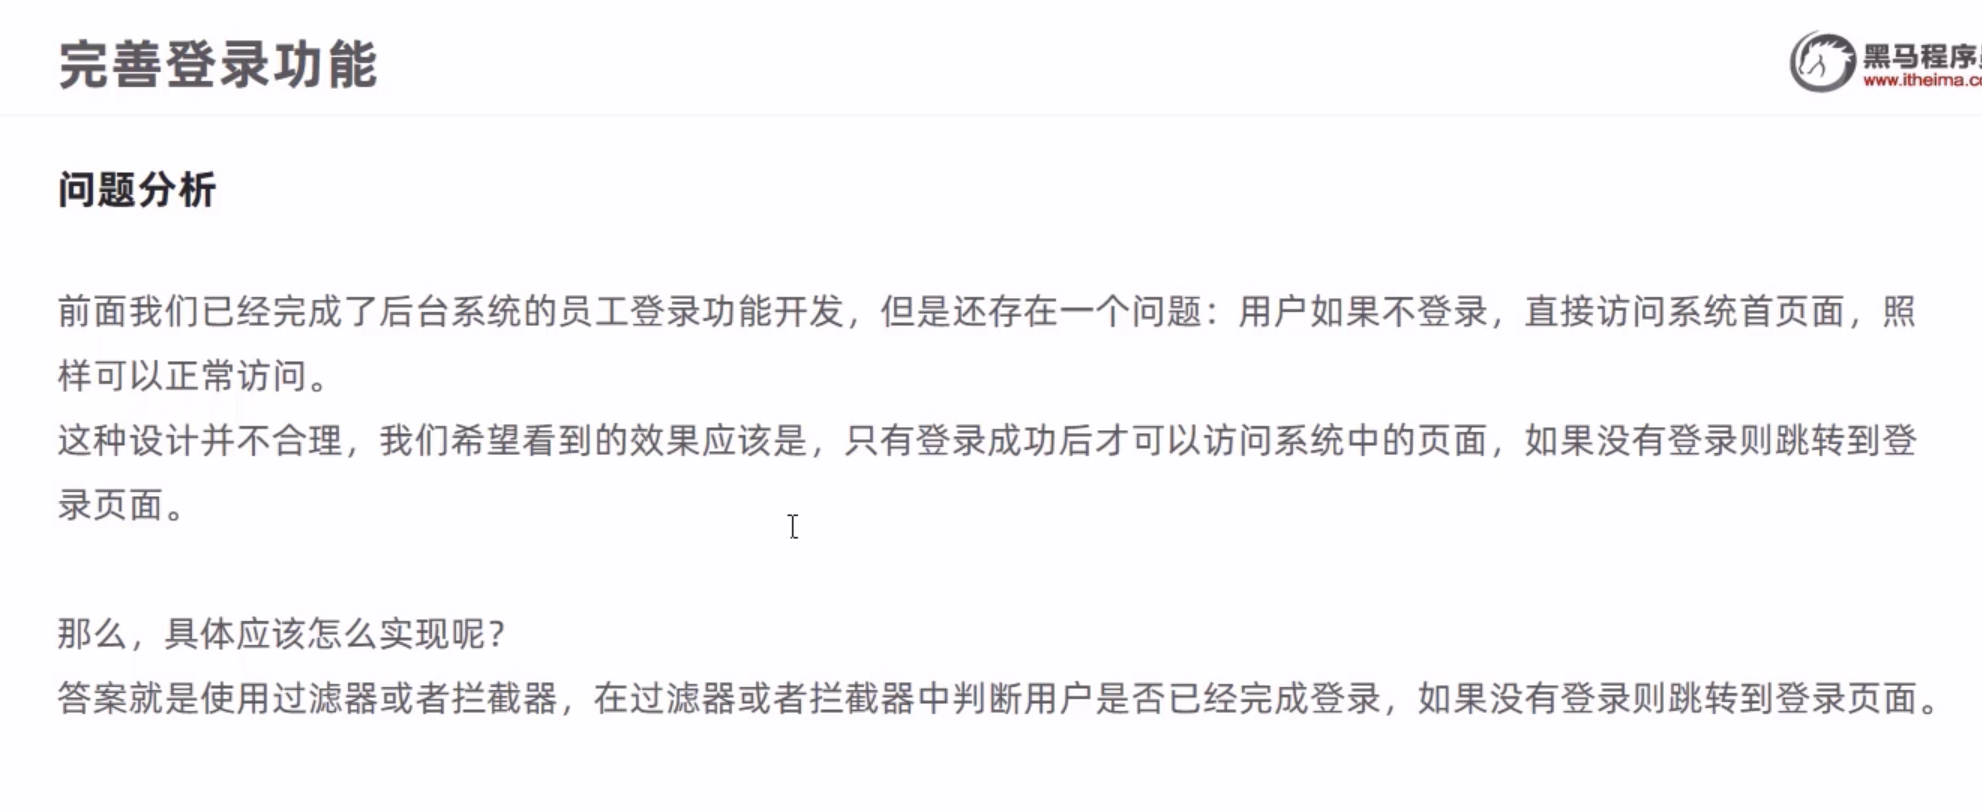 完善登录功能
黑马程序
www.itheima.c
问题分析
前面我们已经完成了后台系统的员工登录功能开发，但是还存在一个问题：用户如果不登录，直接访问系统首页面，照
样可以正常访问。
这种设计并不合理，我们希望看到的效果应该是，只有登录成功后才可以访问系统中的页面，如果没有登录则跳转到登
录页面。
那么，具体应该怎么实现呢？
答案就是使用过滤器或者拦截器，在过滤器或者拦截器中判断用户是否已经完成登录，如果没有登录则跳转到登录页面。